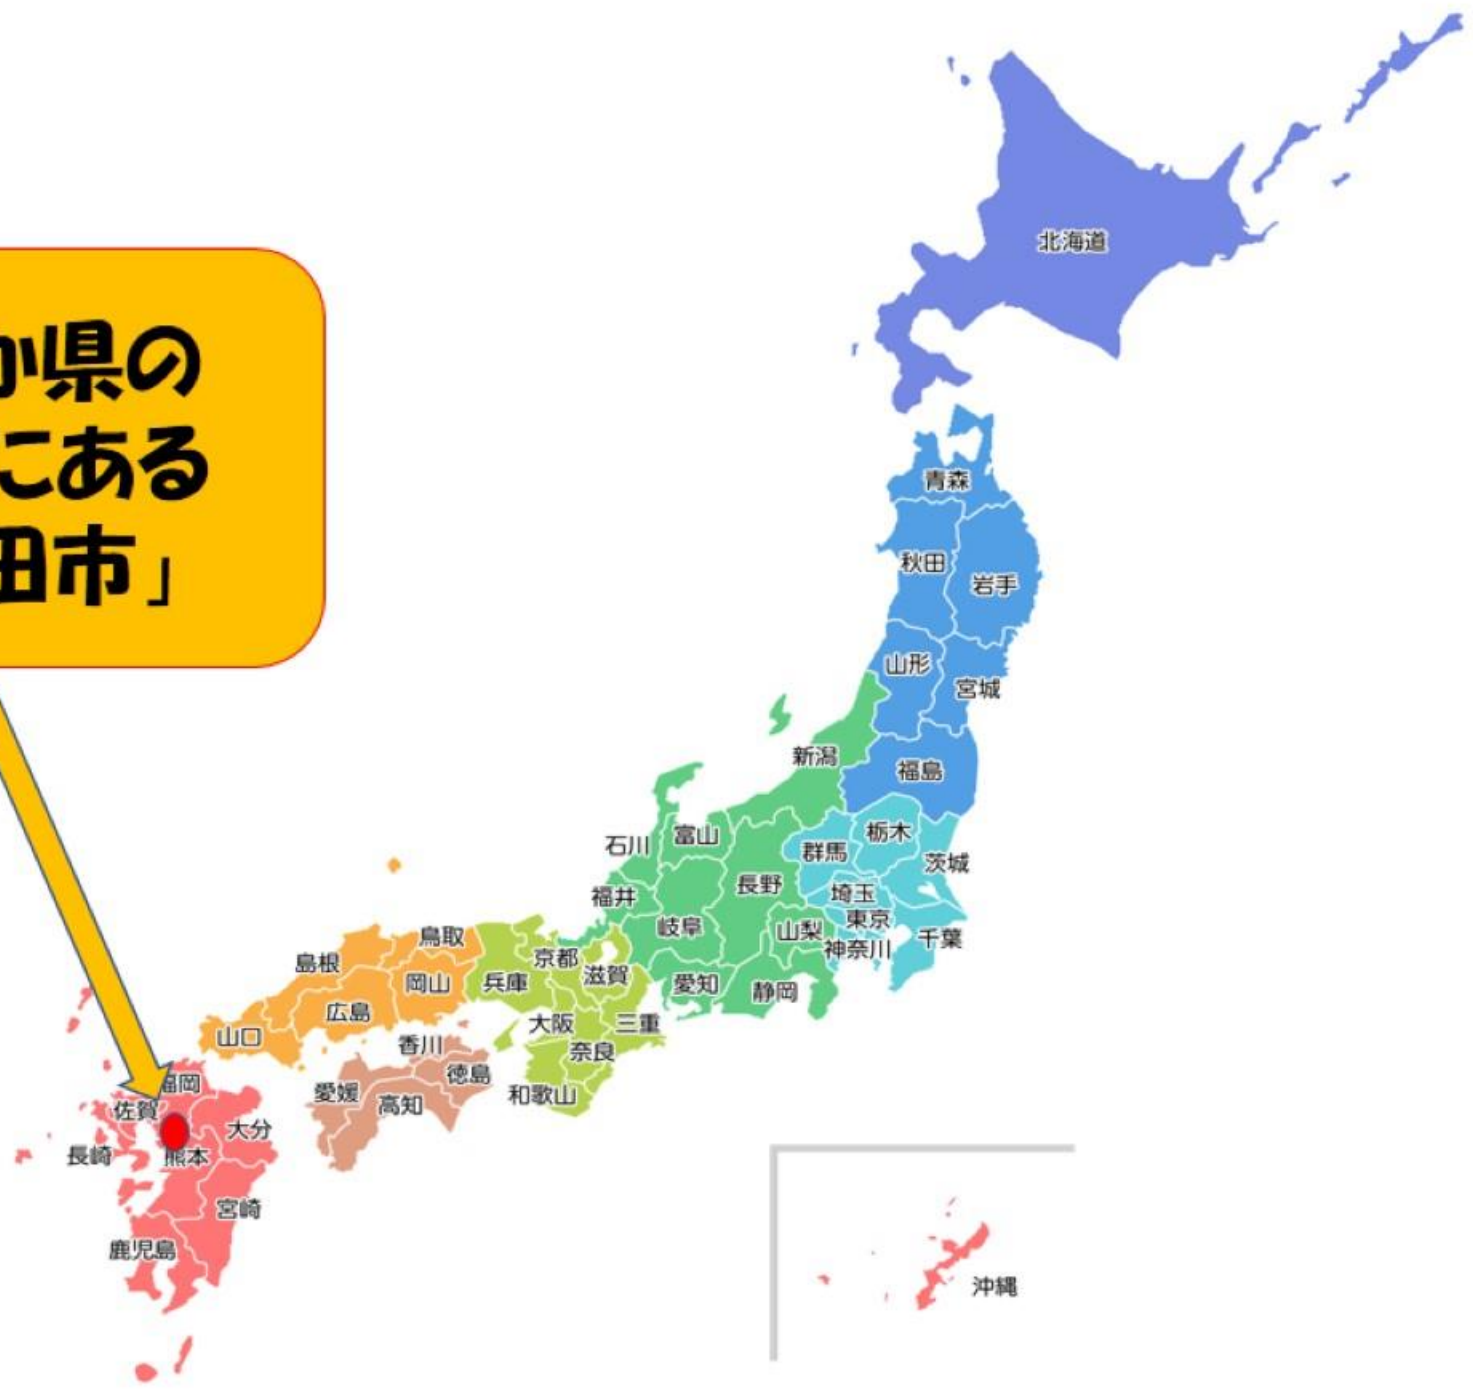 か県の
にある
田市」
北海道
青森
秋田
岩手
山形
宮城
新潟
福島
石川
富山
群馬
栃木
茨城
福井
長野
埼玉
岐阜
山梨
東京
神奈川
千葉
鳥取
島根
岡山
兵庫
京都
滋賀
愛知
静岡
広島
山口
大阪
三重
香川
奈良
徳島
愛媛
高知
和歌山
福岡
佐賀
大分
長崎
熊本
宮崎
鹿児島
沖縄